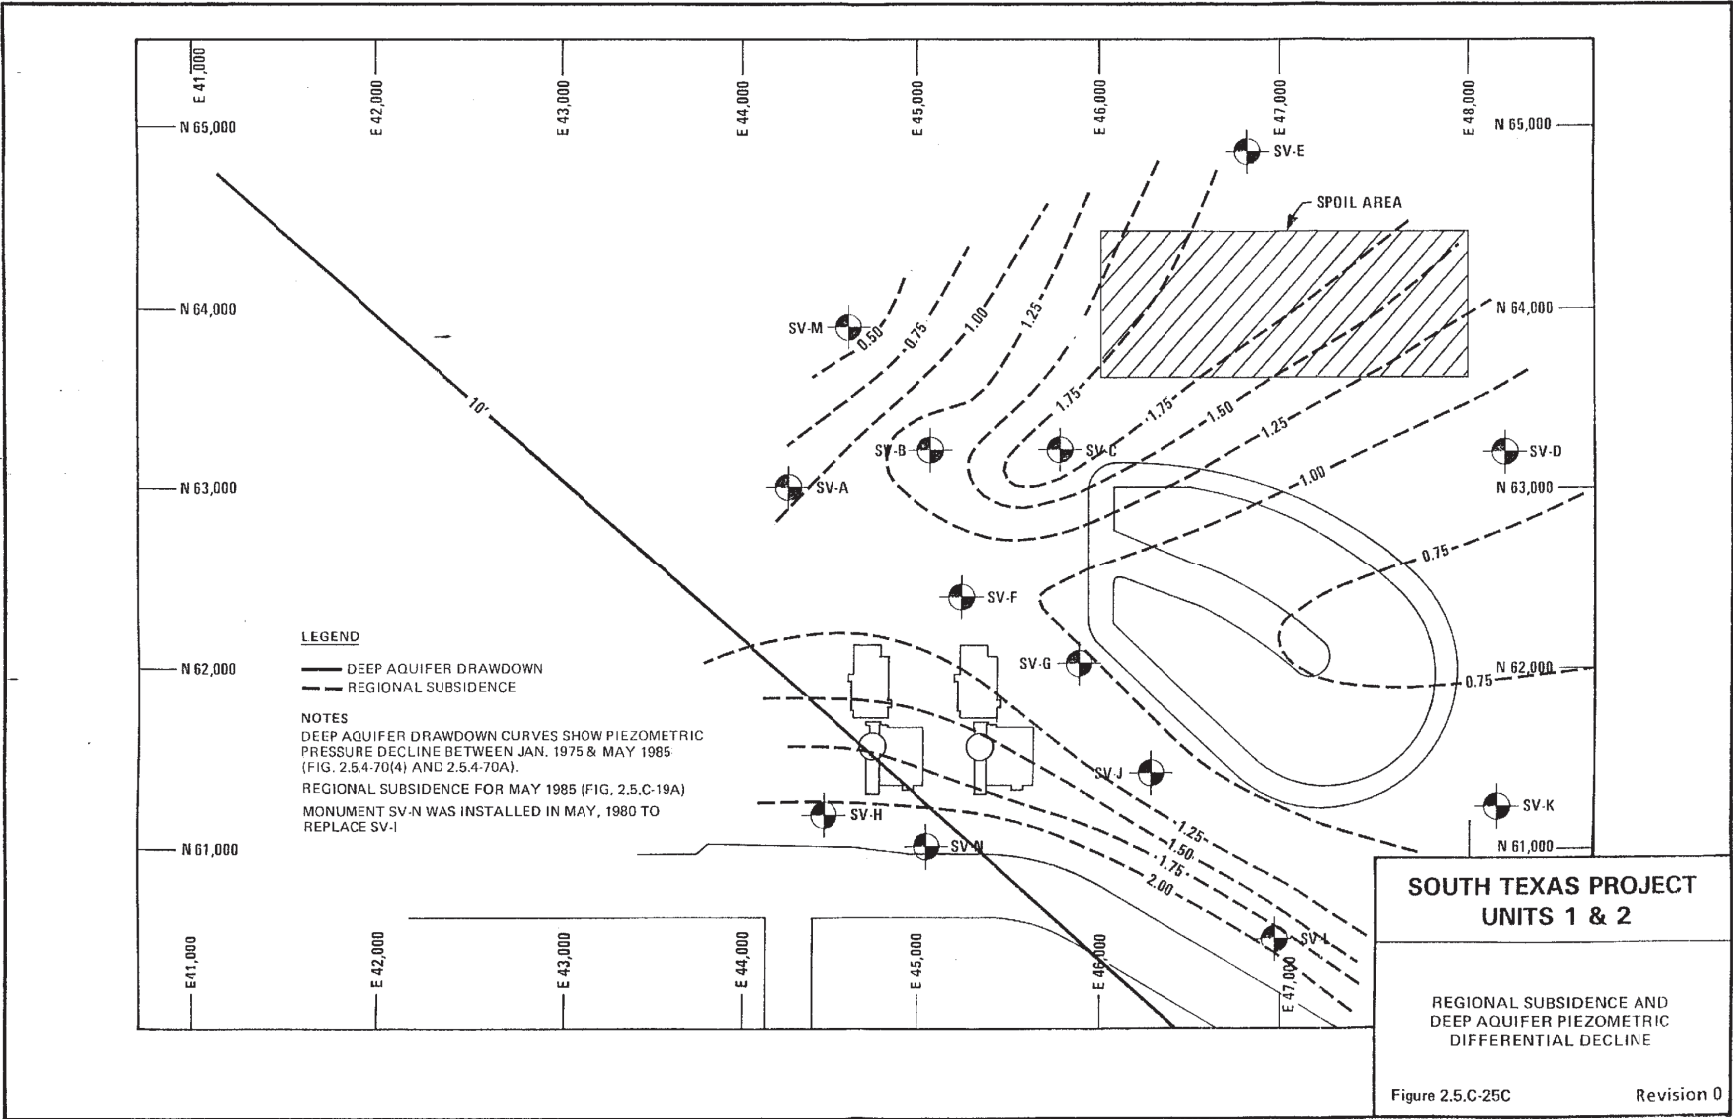 E 41,000
E 42,000
E 43,000
E 44,000
E 45,000
E 46,000
E 47,000
E 48,000
N 65,000
N 65,000
SV-E
SPOIL AREA
N 64,000
N 64,000
SV-M
0.50
0.75
1.00
1.25
1.75
1.75
1.50
1.25
10'
SV-B
SV-C
SV-D
1.00
N 63,000
SV-A
N 63,000
0.75
SV-F
LEGEND
DEEP AQUIFER DRAWDOWN
REGIONAL SUBSIDENCE
N 62,000
SV-G
N 62,000
0.75
NOTES
DEEP AQUIFER DRAWDOWN CURVES SHOW PIEZOMETRIC
PRESSURE DECLINE BETWEEN JAN. 1975 & MAY 1985
(FIG. 2.5.4-70(4) AND 2.5.4-70A).
REGIONAL SUBSIDENCE FOR MAY 1985 (FIG. 2.5.C-19A)
MONUMENT SV-N WAS INSTALLED IN MAY, 1980 TO
REPLACE SV-I
SV-J
SV-H
SV-K
N 61,000
SV-N
N 61,000
1.25
1.50
1.75
2.00
SV-L
E 41,000
E 42,000
E 43,000
E 44,000
E 45,000
E 46,000
E 47,000
SOUTH TEXAS PROJECT
UNITS 1 & 2
REGIONAL SUBSIDENCE AND
DEEP AQUIFER PIEZOMETRIC
DIFFERENTIAL DECLINE
Figure 2.5.C-25C
Revision 0